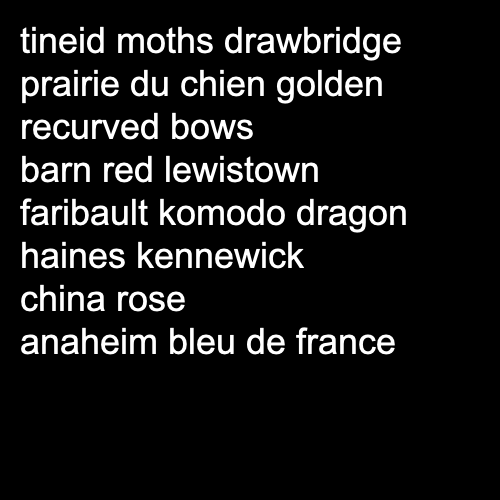 tineid moths drawbridge
prairie du chien golden
recurved bows
barn red lewistown
faribault komodo dragon
haines kennewick
china rose
anaheim bleu de france